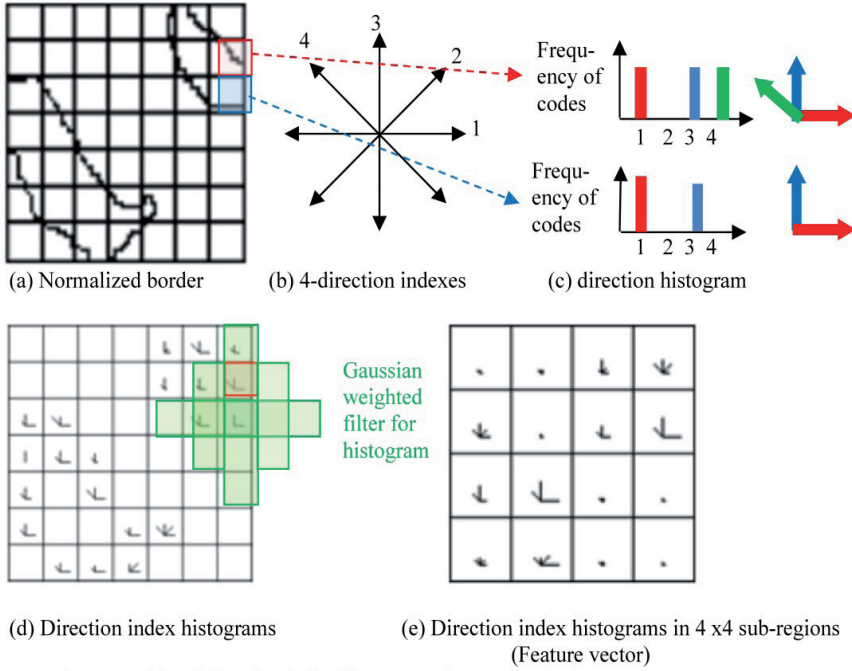 4
3
2
1
Frequ-
ency of
codes
1 2 3 4
Frequ-
ency of
codes
1 2 3 4
(a) Normalized border
(b) 4-direction indexes
(c) direction histogram
Gaussian
weighted
filter for
histogram
(d) Direction index histograms
(e) Direction index histograms in 4 x4 sub-regions
(Feature vector)